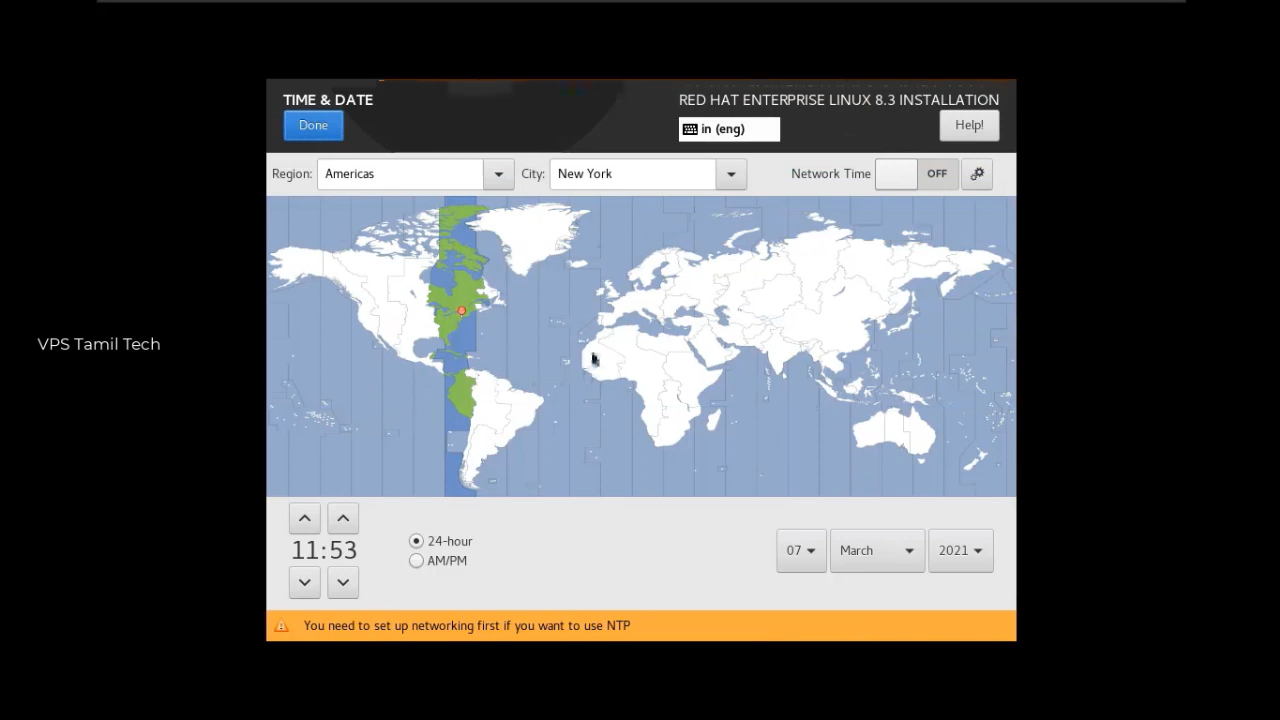 TIME & DATE
RED HAT ENTERPRISE LINUX 8.3 INSTALLATION
Done
in (eng)
Help!
Region:
Americas
City:
New York
Network Time
OFF
VPS Tamil Tech
11:53
24-hour
AM/PM
07
March
2021
You need to set up networking first if you want to use NTP